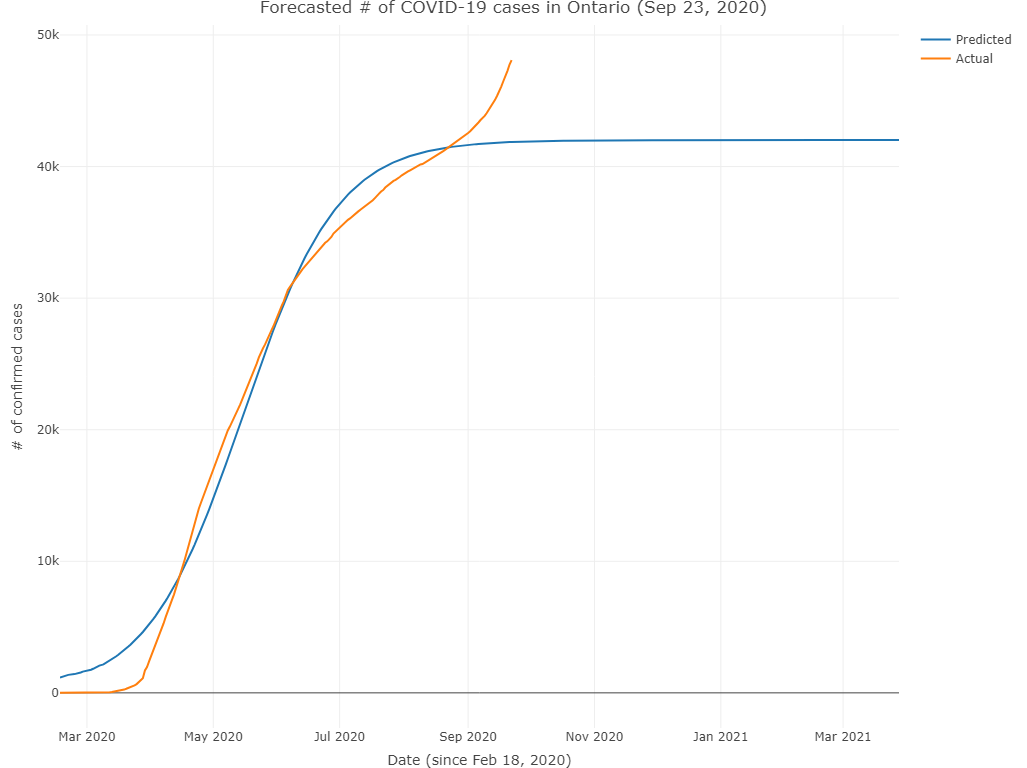 Forecasted # of COVID-19 cases in Ontario (Sep 23, 2020)
Predicted
Actual
50k
40k
30k
20k
10k
0
# of confirmed cases
Mar 2020
May 2020
Jul 2020
Sep 2020
Nov 2020
Jan 2021
Mar 2021
Date (since Feb 18, 2020)